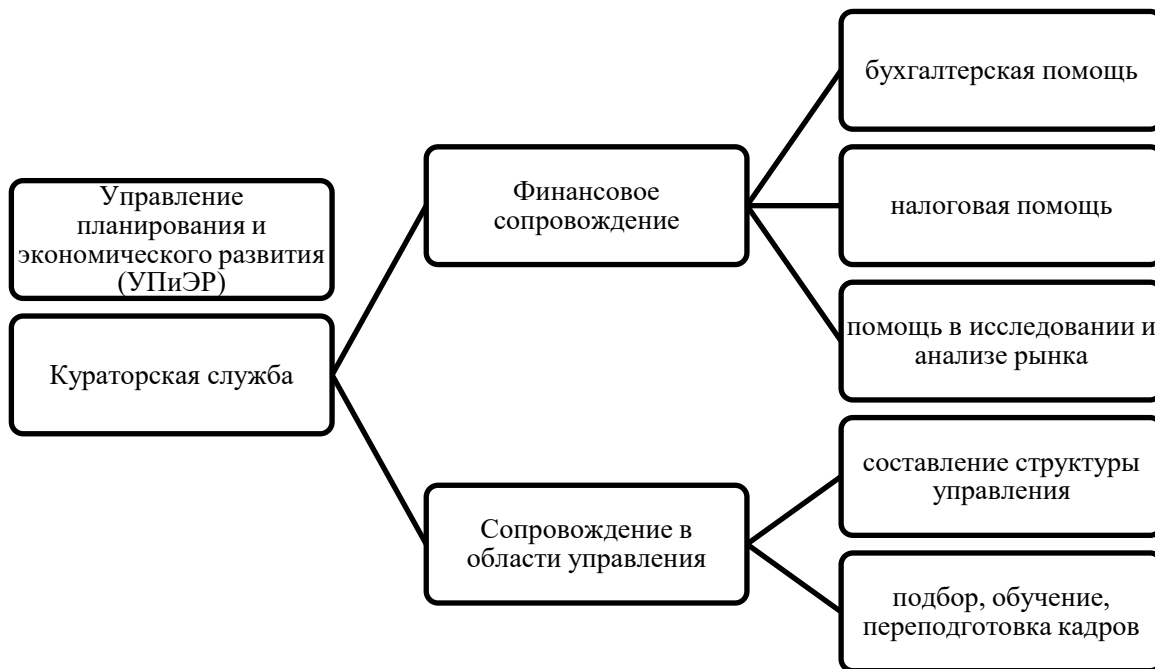 Управление
планирования и
экономического развития
(УПиЭР)
Кураторская служба
Финансовое
сопровождение
Сопровождение в
области управления
бухгалтерская помощь
налоговая помощь
помощь в исследовании и
анализе рынка
составление структуры
управления
подбор, обучение,
переподготовка кадров